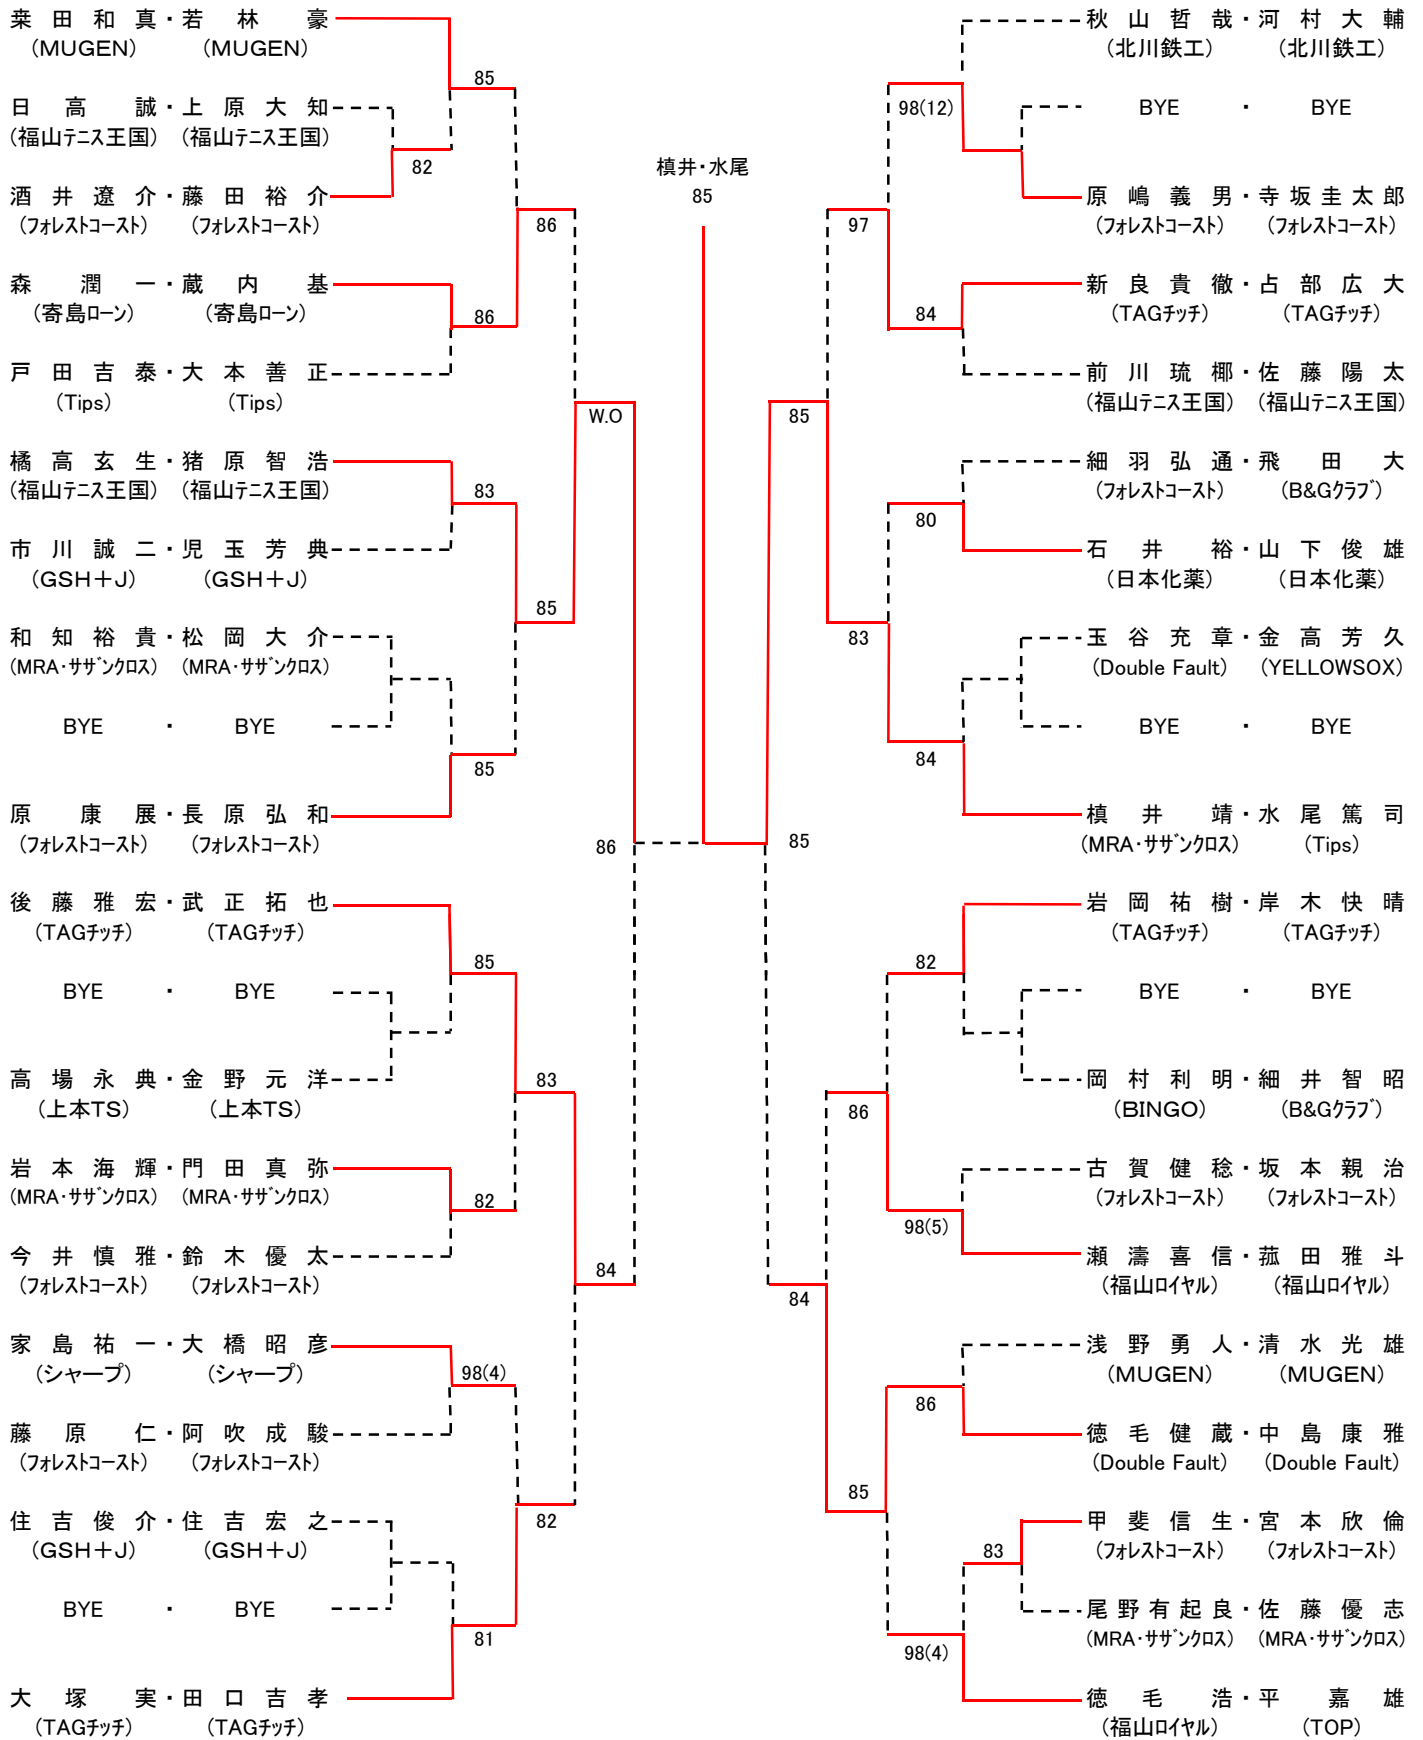 桒田和真・若林豪
(MUGEN) (MUGEN)
85
日高誠・上原大知
(福山テニス王国) (福山テニス王国)
82
酒井遼介・藤田裕介
(フォレストコースト) (フォレストコースト)
86
森潤一・蔵内基
(寄島ローン) (寄島ローン)
86
戸田吉泰・大本善正
(Tips) (Tips)
W.O
橘高玄生・猪原智浩
(福山テニス王国) (福山テニス王国)
83
市川誠二・児玉芳典
(GSH+J) (GSH+J)
85
和知裕貴・松岡大介
(MRA・サザンクロス) (MRA・サザンクロス)
BYE ・ BYE
85
原康展・長原弘和
(フォレストコースト) (フォレストコースト)
86
後藤雅宏・武正拓也
(TAGチッチ) (TAGチッチ)
85
BYE ・ BYE
高場永典・金野元洋
(上本TS) (上本TS)
83
岩本海輝・門田真弥
(MRA・サザンクロス) (MRA・サザンクロス)
82
今井慎雅・鈴木優太
(フォレストコースト) (フォレストコースト)
84
家島祐一・大橋昭彦
(シャープ) (シャープ)
98(4)
藤原仁・阿吹成駿
(フォレストコースト) (フォレストコースト)
住吉俊介・住吉宏之
(GSH+J) (GSH+J)
82
BYE ・ BYE
81
大塚実・田口吉孝
(TAGチッチ) (TAGチッチ)
槙井・水尾
85
秋山哲哉・河村大輔
(北川鉄工) (北川鉄工)
98(12)
BYE ・ BYE
原嶋義男・寺坂圭太郎
(フォレストコースト) (フォレストコースト)
97
新良貴徹・占部広大
(TAGチッチ) (TAGチッチ)
84
前川琉椰・佐藤陽太
(福山テニス王国) (福山テニス王国)
85
細羽弘通・飛田大
(フォレストコースト) (B&Gクラブ)
80
石井裕・山下俊雄
(日本化薬) (日本化薬)
83
玉谷充章・金高芳久
(Double Fault) (YELLOWSOX)
BYE ・ BYE
84
槙井靖・水尾篤司
(MRA・サザンクロス) (Tips)
85
岩岡祐樹・岸木快晴
(TAGチッチ) (TAGチッチ)
82
BYE ・ BYE
岡村利明・細井智昭
(BINGO) (B&Gクラブ)
86
古賀健稔・坂本親治
(フォレストコースト) (フォレストコースト)
98(5)
瀬濤喜信・菰田雅斗
(福山ロイヤル) (福山ロイヤル)
84
浅野勇人・清水光雄
(MUGEN) (MUGEN)
86
徳毛健蔵・中島康雅
(Double Fault) (Double Fault)
85
甲斐信生・宮本欣倫
(フォレストコースト) (フォレストコースト)
83
尾野有起良・佐藤優志
(MRA・サザンクロス) (MRA・サザンクロス)
98(4)
徳毛浩・平嘉雄
(福山ロイヤル) (TOP)